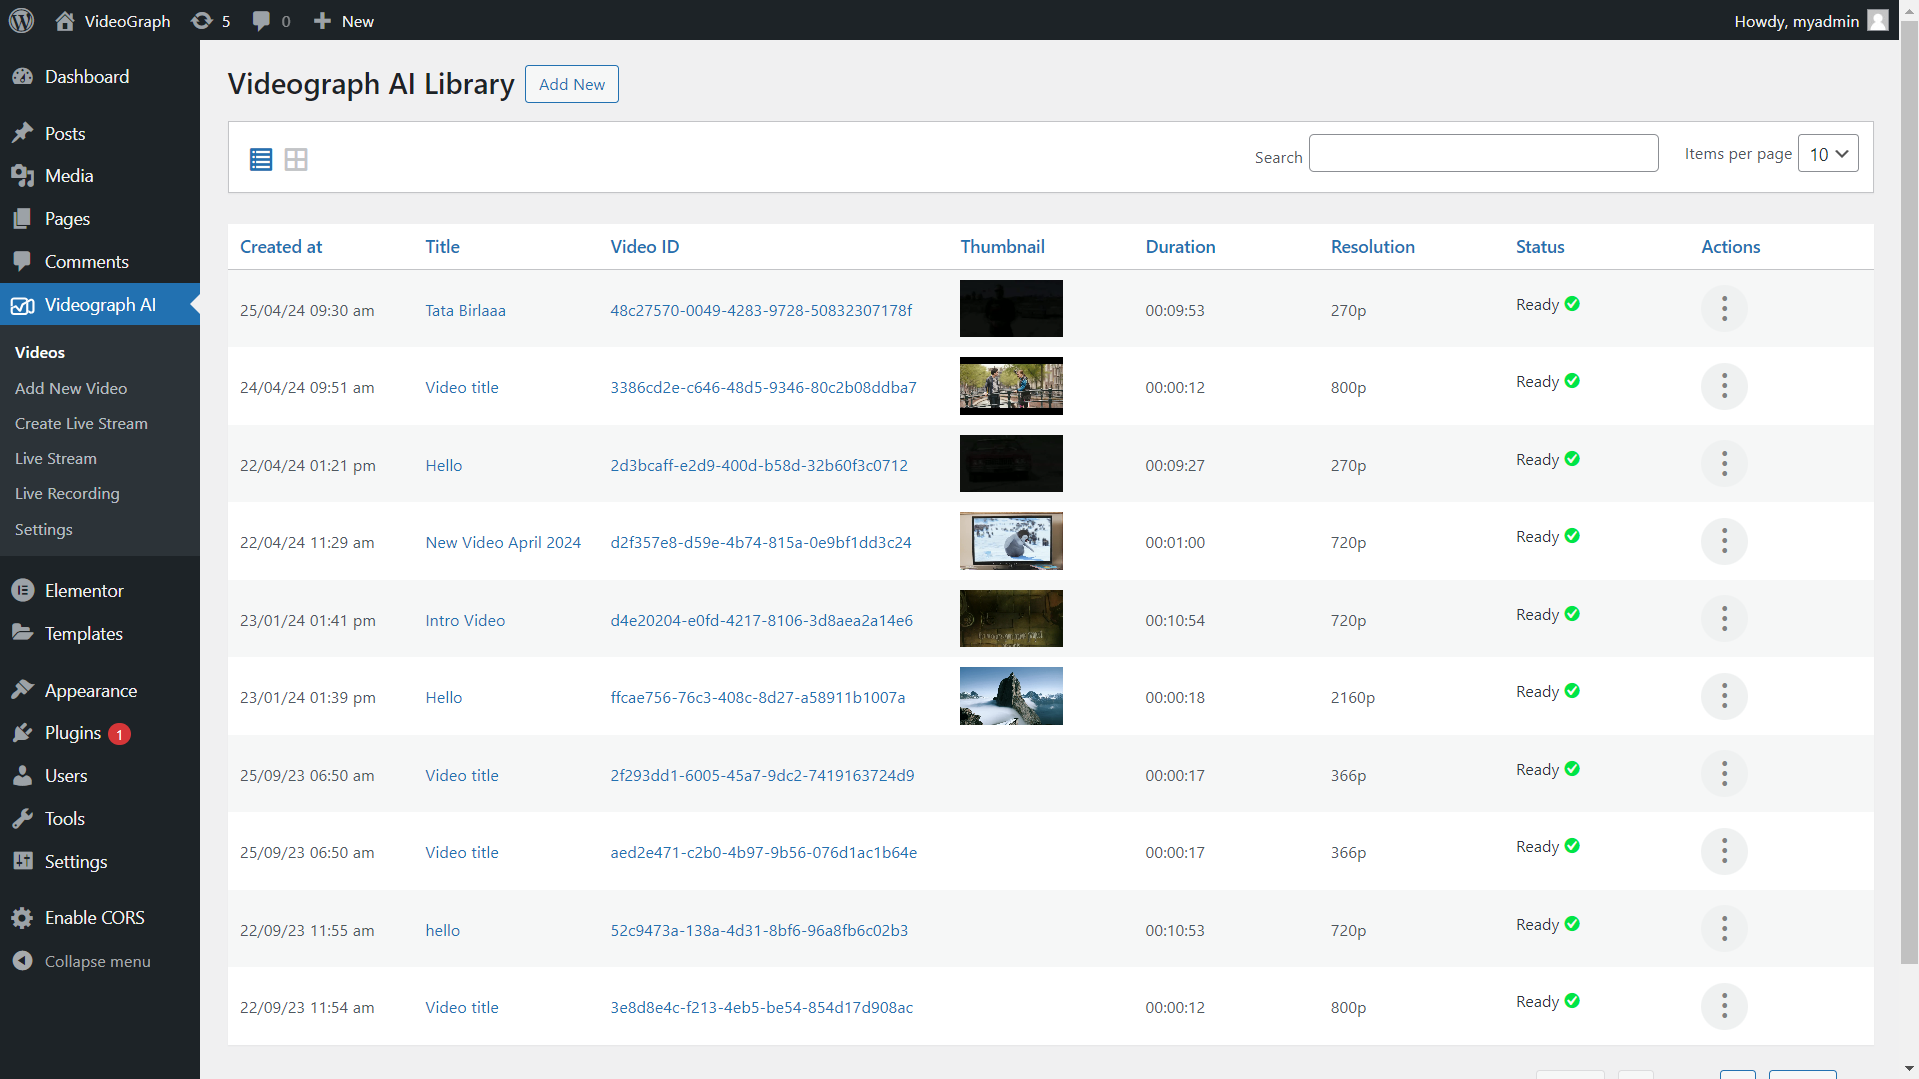 VideoGraph 5 0 New Howdy, myadmin
Dashboard
Posts
Media
Pages
Comments
Videograph AI
Videos
Add New Video
Create Live Stream
Live Stream
Live Recording
Settings
Elementor
Templates
Appearance
Plugins 1
Users
Tools
Settings
Enable CORS
Collapse menu
Videograph AI Library Add New
Search Items per page 10
Created at Title Video ID Thumbnail Duration Resolution Status Actions
25/04/24 09:30 am Tata Birlaaa 48c27570-0049-4283-9728-50832307178f 00:09:53 270p Ready
24/04/24 09:51 am Video title 3386cd2e-c646-48d5-9346-80c2b08ddba7 00:00:12 800p Ready
22/04/24 01:21 pm Hello 2d3bcaff-e2d9-400d-b58d-32b60f3c0712 00:09:27 270p Ready
22/04/24 11:29 am New Video April 2024 d2f357e8-d59e-4b74-815a-0e9bf1dd3c24 00:01:00 720p Ready
23/01/24 01:41 pm Intro Video d4e20204-e0fd-4217-8106-3d8aea2a14e6 00:10:54 720p Ready
23/01/24 01:39 pm Hello ffcae756-76c3-408c-8d27-a58911b1007a 00:00:18 2160p Ready
25/09/23 06:50 am Video title 2f293dd1-6005-45a7-9dc2-7419163724d9 00:00:17 366p Ready
25/09/23 06:50 am Video title aed2e471-c2b0-4b97-9b56-076d1ac1b64e 00:00:17 366p Ready
22/09/23 11:55 am hello 52c9473a-138a-4d31-8bf6-96a8fb6c02b3 00:10:53 720p Ready
22/09/23 11:54 am Video title 3e8d8e4c-f213-4eb5-be54-854d17d908ac 00:00:12 800p Ready